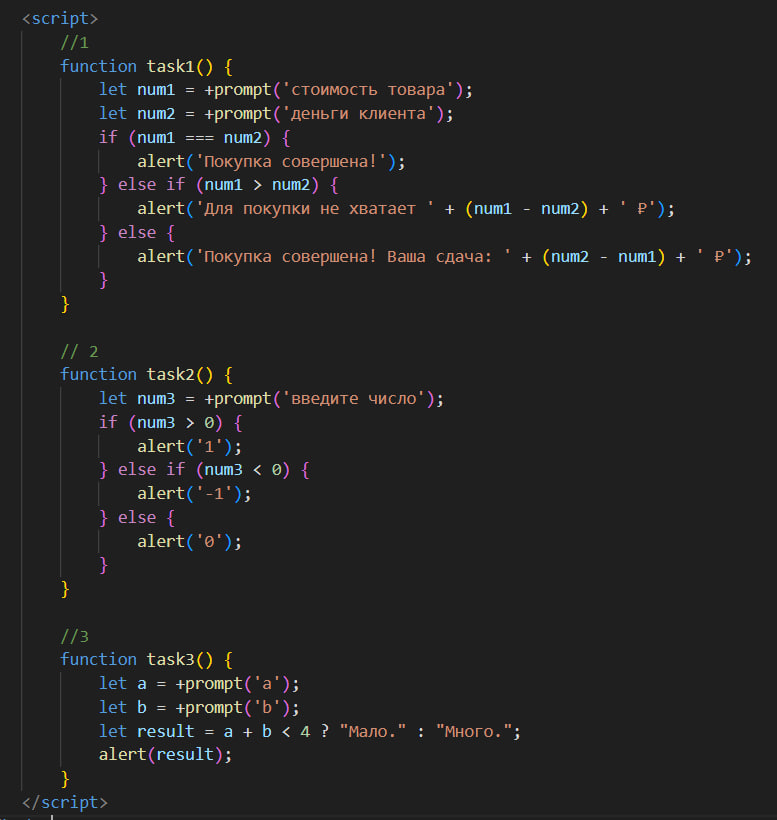 <script>
//1
function task1() {
let num1 = +prompt('стоимость товара');
let num2 = +prompt('деньги клиента');
if (num1 === num2) {
alert('Покупка совершена!');
} else if (num1 > num2) {
alert('Для покупки не хватает ' + (num1 - num2) + ' ₽');
} else {
alert('Покупка совершена! Ваша сдача: ' + (num2 - num1) + ' ₽');
}
}
// 2
function task2() {
let num3 = +prompt('введите число');
if (num3 > 0) {
alert('1');
} else if (num3 < 0) {
alert('-1');
} else {
alert('0');
}
}
//3
function task3() {
let a = +prompt('a');
let b = +prompt('b');
let result = a + b < 4 ? "Мало." : "Много.";
alert(result);
}
</script>